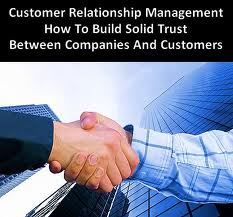 Customer Relationship Management
How To Build Solid Trust
Between Companies And Customers